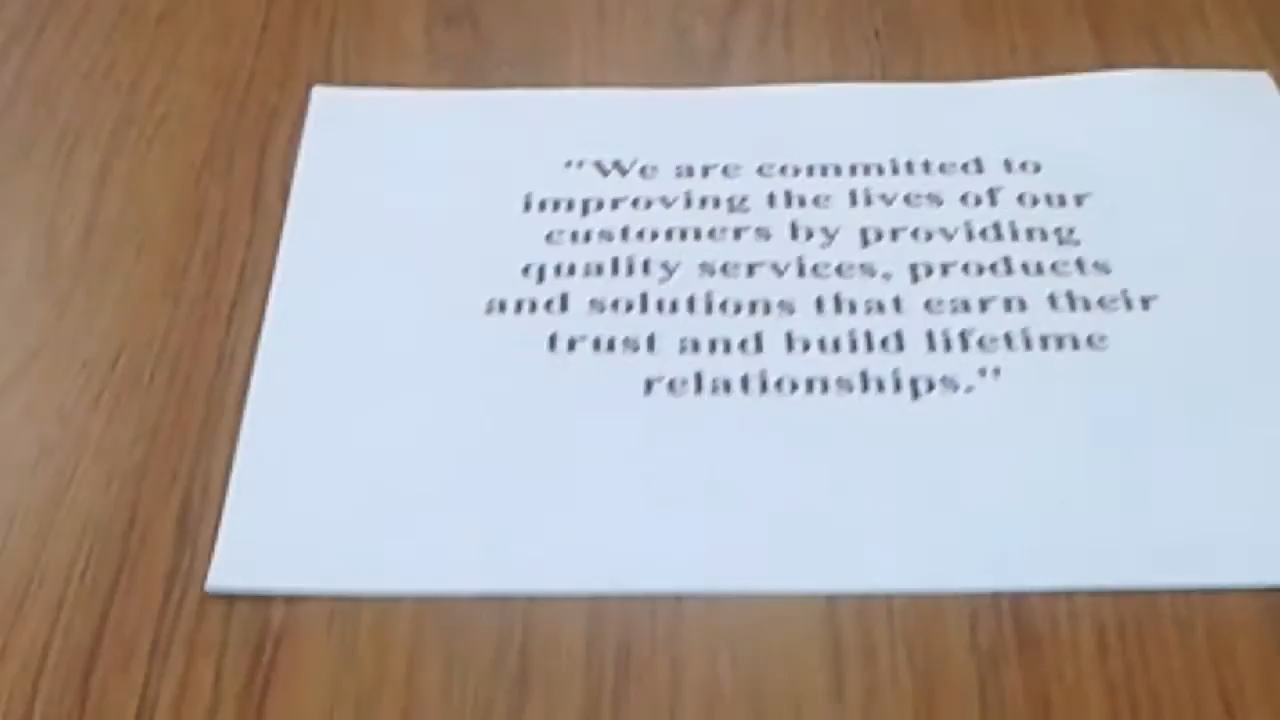 "We are committed to
improving the lives of our
customers by providing
quality services, products
and solutions that earn their
trust and build lifetime
relationships."